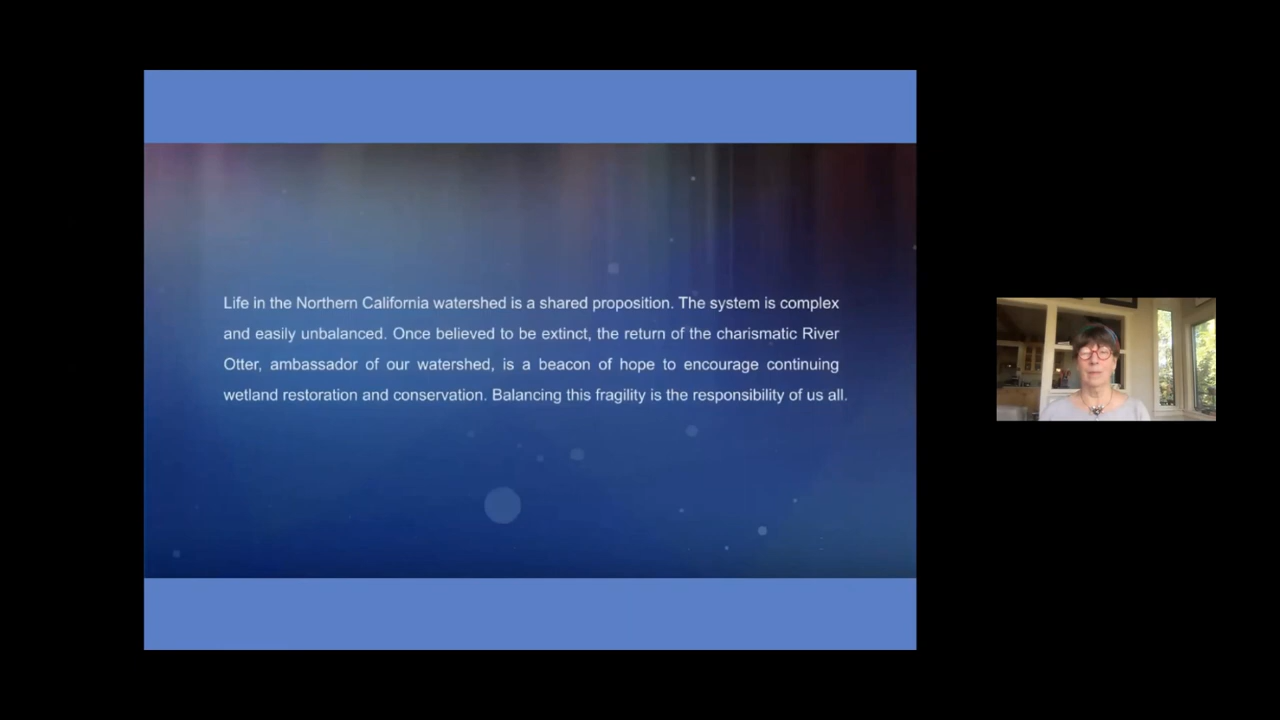 Life in the Northern California watershed is a shared proposition. The system is complex
and easily unbalanced. Once believed to be extinct, the return of the charismatic River
Otter, ambassador of our watershed, is a beacon of hope to encourage continuing
wetland restoration and conservation. Balancing this fragility is the responsibility of us all.